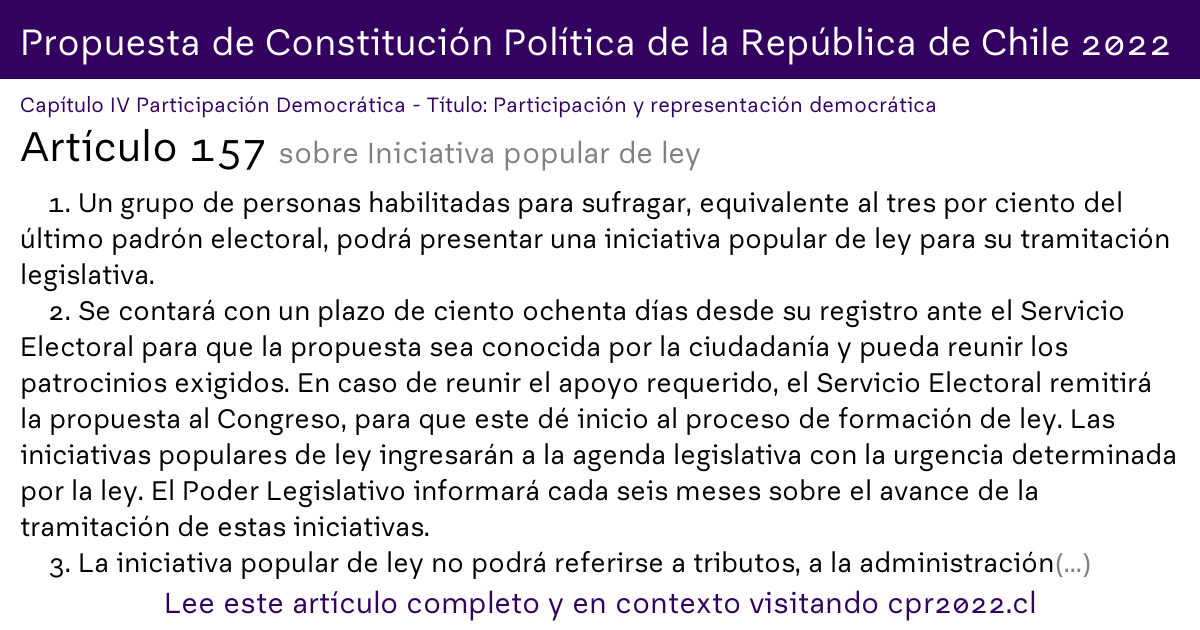 Propuesta de Constitución Política de la República de Chile 2022
Capítulo IV Participación Democrática - Título: Participación y representación democrática
Artículo 157 sobre Iniciativa popular de ley
1. Un grupo de personas habilitadas para sufragar, equivalente al tres por ciento del
último padrón electoral, podrá presentar una iniciativa popular de ley para su tramitación
legislativa.
2. Se contará con un plazo de ciento ochenta días desde su registro ante el Servicio
Electoral para que la propuesta sea conocida por la ciudadanía y pueda reunir los
patrocinios exigidos. En caso de reunir el apoyo requerido, el Servicio Electoral remitirá
la propuesta al Congreso, para que este dé inicio al proceso de formación de ley. Las
iniciativas populares de ley ingresarán a la agenda legislativa con la urgencia determinada
por la ley. El Poder Legislativo informará cada seis meses sobre el avance de la
tramitación de estas iniciativas.
3. La iniciativa popular de ley no podrá referirse a tributos, a la administración(...)
Lee este artículo completo y en contexto visitando cpr2022.cl